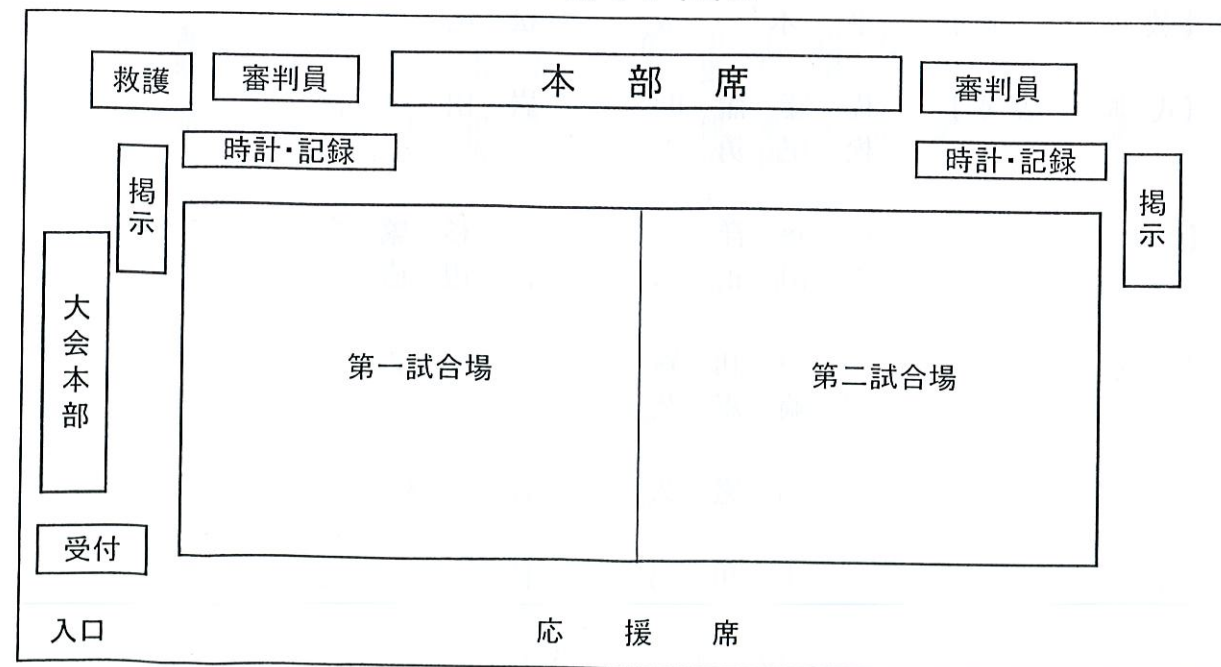 救護 審判員 本部席 審判員
時計・記録 時計・記録
掲示 掲示
大会本部
第一試合場 第二試合場
受付
入口 応援席